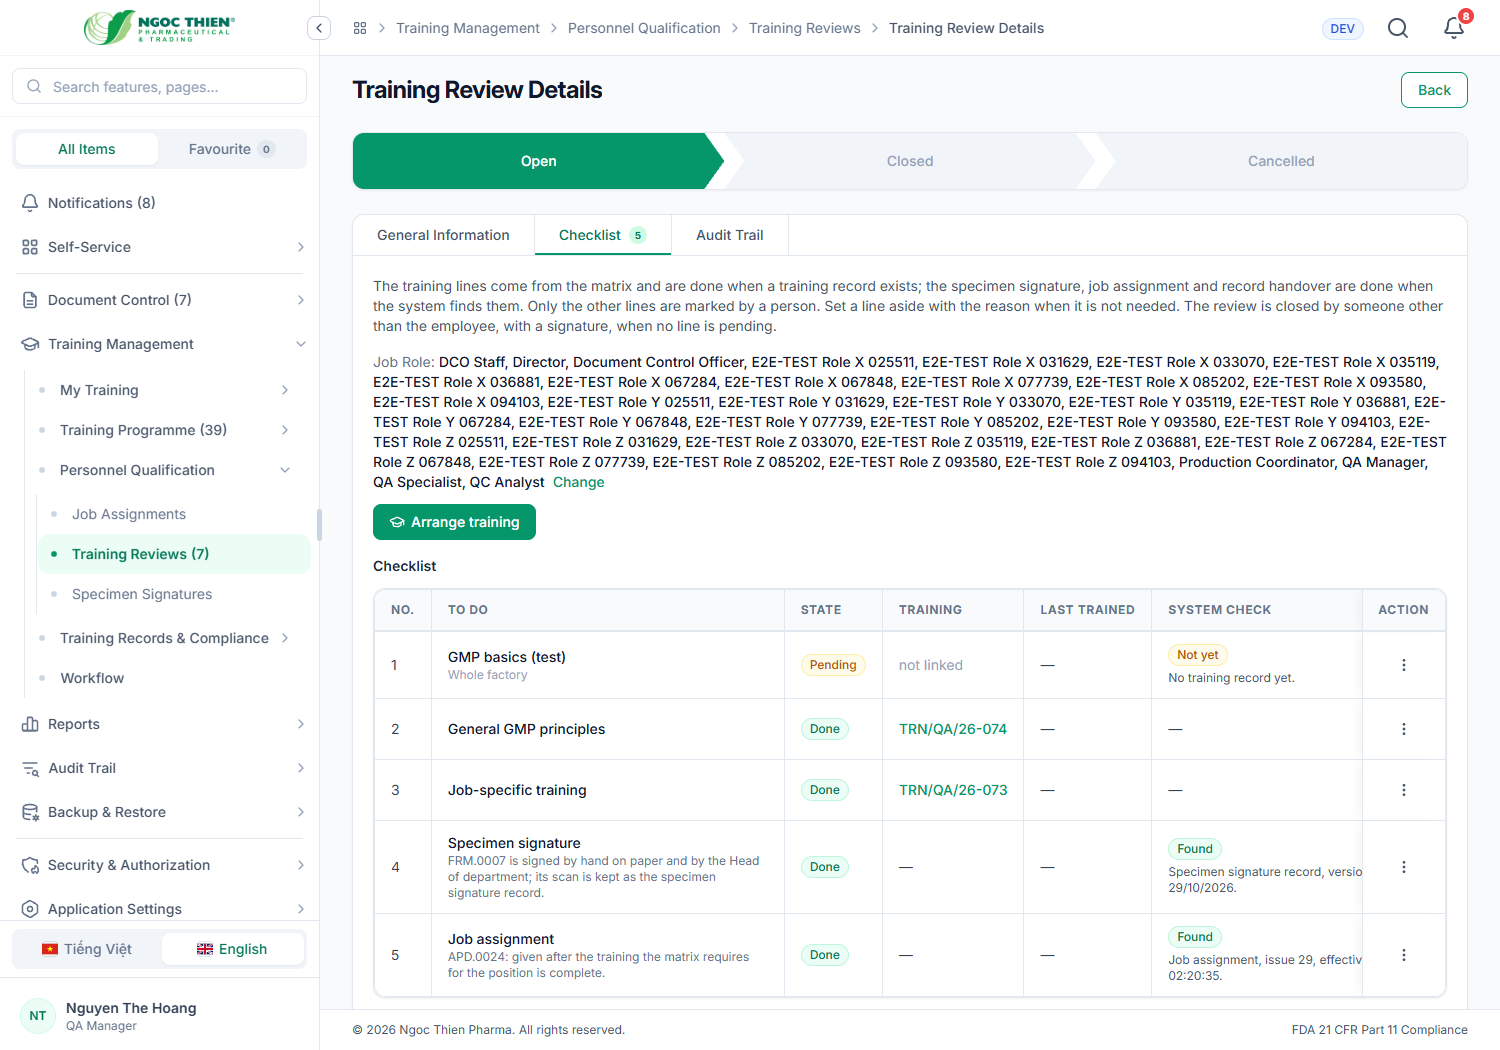 NGOC THIEN®
PHARMACEUTICAL
& TRADING
Training Management
Personnel Qualification
Training Reviews
Training Review Details
DEV
8
Search features, pages...
All Items
Favourite 0
Notifications (8)
Self-Service
Document Control (7)
Training Management
My Training
Training Programme (39)
Personnel Qualification
Job Assignments
Training Reviews (7)
Specimen Signatures
Training Records & Compliance
Workflow
Reports
Audit Trail
Backup & Restore
Security & Authorization
Application Settings
Tiếng Việt
English
NT
Nguyen The Hoang
QA Manager
Training Review Details
Back
Open
Closed
Cancelled
General Information
Checklist 5
Audit Trail
The training lines come from the matrix and are done when a training record exists; the specimen signature, job assignment and record handover are done when
the system finds them. Only the other lines are marked by a person. Set a line aside with the reason when it is not needed. The review is closed by someone other
than the employee, with a signature, when no line is pending.
Job Role: DCO Staff, Director, Document Control Officer, E2E-TEST Role X 025511, E2E-TEST Role X 031629, E2E-TEST Role X 033070, E2E-TEST Role X 035119,
E2E-TEST Role X 036881, E2E-TEST Role X 067284, E2E-TEST Role X 067848, E2E-TEST Role X 077739, E2E-TEST Role X 085202, E2E-TEST Role X 093580,
E2E-TEST Role X 094103, E2E-TEST Role Y 025511, E2E-TEST Role Y 031629, E2E-TEST Role Y 033070, E2E-TEST Role Y 035119, E2E-TEST Role Y 036881, E2E-
TEST Role Y 067284, E2E-TEST Role Y 067848, E2E-TEST Role Y 077739, E2E-TEST Role Y 085202, E2E-TEST Role Y 093580, E2E-TEST Role Y 094103, E2E-
TEST Role Z 025511, E2E-TEST Role Z 031629, E2E-TEST Role Z 033070, E2E-TEST Role Z 035119, E2E-TEST Role Z 036881, E2E-TEST Role Z 067284, E2E-TEST
Role Z 067848, E2E-TEST Role Z 077739, E2E-TEST Role Z 085202, E2E-TEST Role Z 093580, E2E-TEST Role Z 094103, Production Coordinator, QA Manager,
QA Specialist, QC Analyst Change
Arrange training
Checklist
NO. TO DO STATE TRAINING LAST TRAINED SYSTEM CHECK ACTION
1 GMP basics (test) Pending not linked — Not yet
Whole factory No training record yet.
2 General GMP principles Done TRN/QA/26-074 — —
3 Job-specific training Done TRN/QA/26-073 — —
4 Specimen signature Done — — Found
FRM.0007 is signed by hand on paper and by the Head Specimen signature record, versio
of department; its scan is kept as the specimen 29/10/2026.
signature record.
5 Job assignment Done — — Found
APD.0024: given after the training the matrix requires Job assignment, issue 29, effectiv
for the position is complete. 02:20:35.
© 2026 Ngoc Thien Pharma. All rights reserved.
FDA 21 CFR Part 11 Compliance